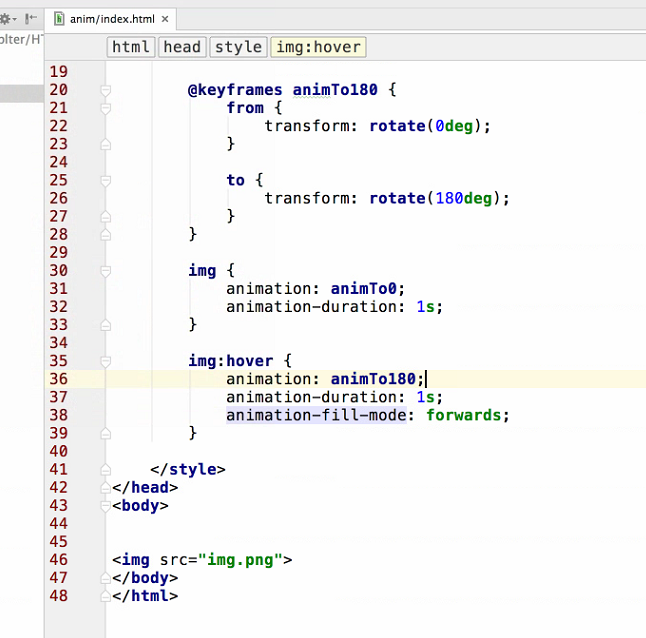 anim/index.html
olter/HT
html head style img:hover
19
20 @keyframes animTo180 {
21 from {
22 transform: rotate(0deg);
23 }
24
25 to {
26 transform: rotate(180deg);
27 }
28 }
29
30 img {
31 animation: animTo0;
32 animation-duration: 1s;
33 }
34
35 img:hover {
36 animation: animTo180;
37 animation-duration: 1s;
38 animation-fill-mode: forwards;
39 }
40
41 </style>
42 </head>
43 <body>
44
45
46 <img src="img.png">
47 </body>
48 </html>